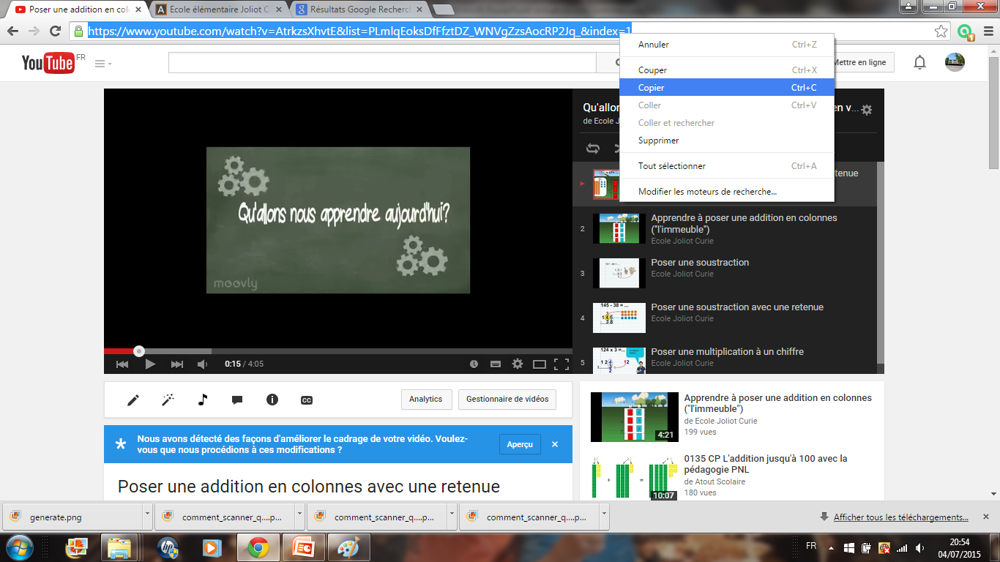 Poser une addition en col
Ecole élémentaire Joliot C
Résultats Google Recherc
https://www.youtube.com/watch?v=AtrkzsXhvtE&list=PLmlqEoksDfFfztDZ_WNVgZzsAocRP2Jq_&index=1
1
YouTube FR
Mettre en ligne
Annuler Ctrl+Z
Couper Ctrl+X
Copier Ctrl+C
Coller Ctrl+V
Coller et rechercher
Supprimer
Tout sélectionner Ctrl+A
Modifier les moteurs de recherche...
Qu'allons nous apprendre aujourd'hui?
moovly
0:15 / 4:05
Qu'allon
en v...
de Ecole J
tenue
2
Apprendre à poser une addition en colonnes
("l'immeuble")
Ecole Joliot Curie
3
Poser une soustraction
Ecole Joliot Curie
4
145 - 38 = ...
Poser une soustraction avec une retenue
Ecole Joliot Curie
5
124 x 3 =...
Poser une multiplication à un chiffre
Ecole Joliot Curie
Analytics
Gestionnaire de vidéos
Nous avons détecté des façons d'améliorer le cadrage de votre vidéo. Voulez-
vous que nous procédions à ces modifications ?
Aperçu
Poser une addition en colonnes avec une retenue
4:21
Apprendre à poser une addition en colonnes
("l'immeuble")
de Ecole Joliot Curie
199 vues
10:07
0135 CP L'addition jusqu'à 100 avec la
pédagogie PNL
de Atout Scolaire
180 vues
generate.png
comment_scanner_q....p...
comment_scanner_q....p...
comment_scanner_q....p...
Afficher tous les téléchargements...
FR
20:54
04/07/2015